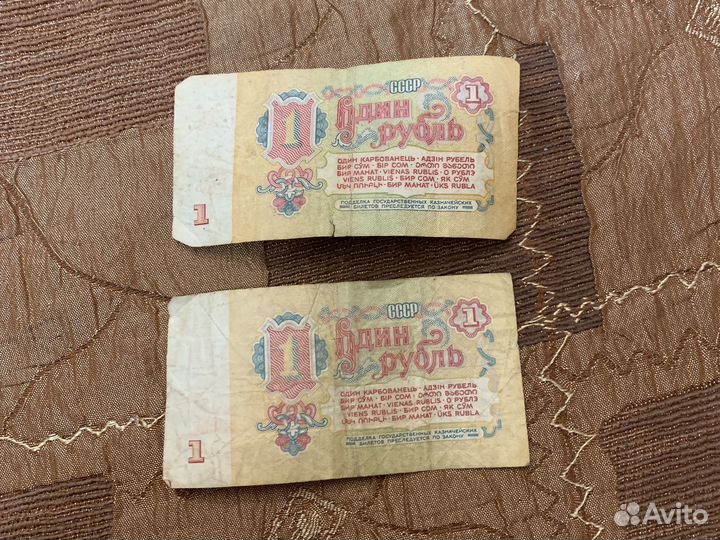 СССР
1
1
Один
рубль
ОДИН КАРБОВАНЕЦЬ · АДЗІН РУБЕЛЬ
БИР СЎМ · БІР СОМ · ᲔᲠᲗᲘ ᲛᲐᲜᲔᲗᲘ
БИР МАНАТ · VIENAS RUBLIS · О РУБЛЭ
VIENS RUBLIS · БИР СОМ · ЯК СЎМ
ՄԵԿ ՌՈՒԲԼԻ · БИР МАНАТ · ÜKS RUBLA
ПОДДЕЛКА ГОСУДАРСТВЕННЫХ КАЗНАЧЕЙСКИХ
БИЛЕТОВ ПРЕСЛЕДУЕТСЯ ПО ЗАКОНУ
1
СССР
1
1
Один
рубль
ОДИН КАРБОВАНЕЦЬ · АДЗІН РУБЕЛЬ
БИР СЎМ · БІР СОМ · ᲔᲠᲗᲘ ᲛᲐᲜᲔᲗᲘ
БИР МАНАТ · VIENAS RUBLIS · О РУБЛЭ
VIENS RUBLIS · БИР СОМ · ЯК СЎМ
ՄԵԿ ՌՈՒԲԼԻ · БИР МАНАТ · ÜKS RUBLA
ПОДДЕЛКА ГОСУДАРСТВЕННЫХ КАЗНАЧЕЙСКИХ
БИЛЕТОВ ПРЕСЛЕДУЕТСЯ ПО ЗАКОНУ
1
Avito